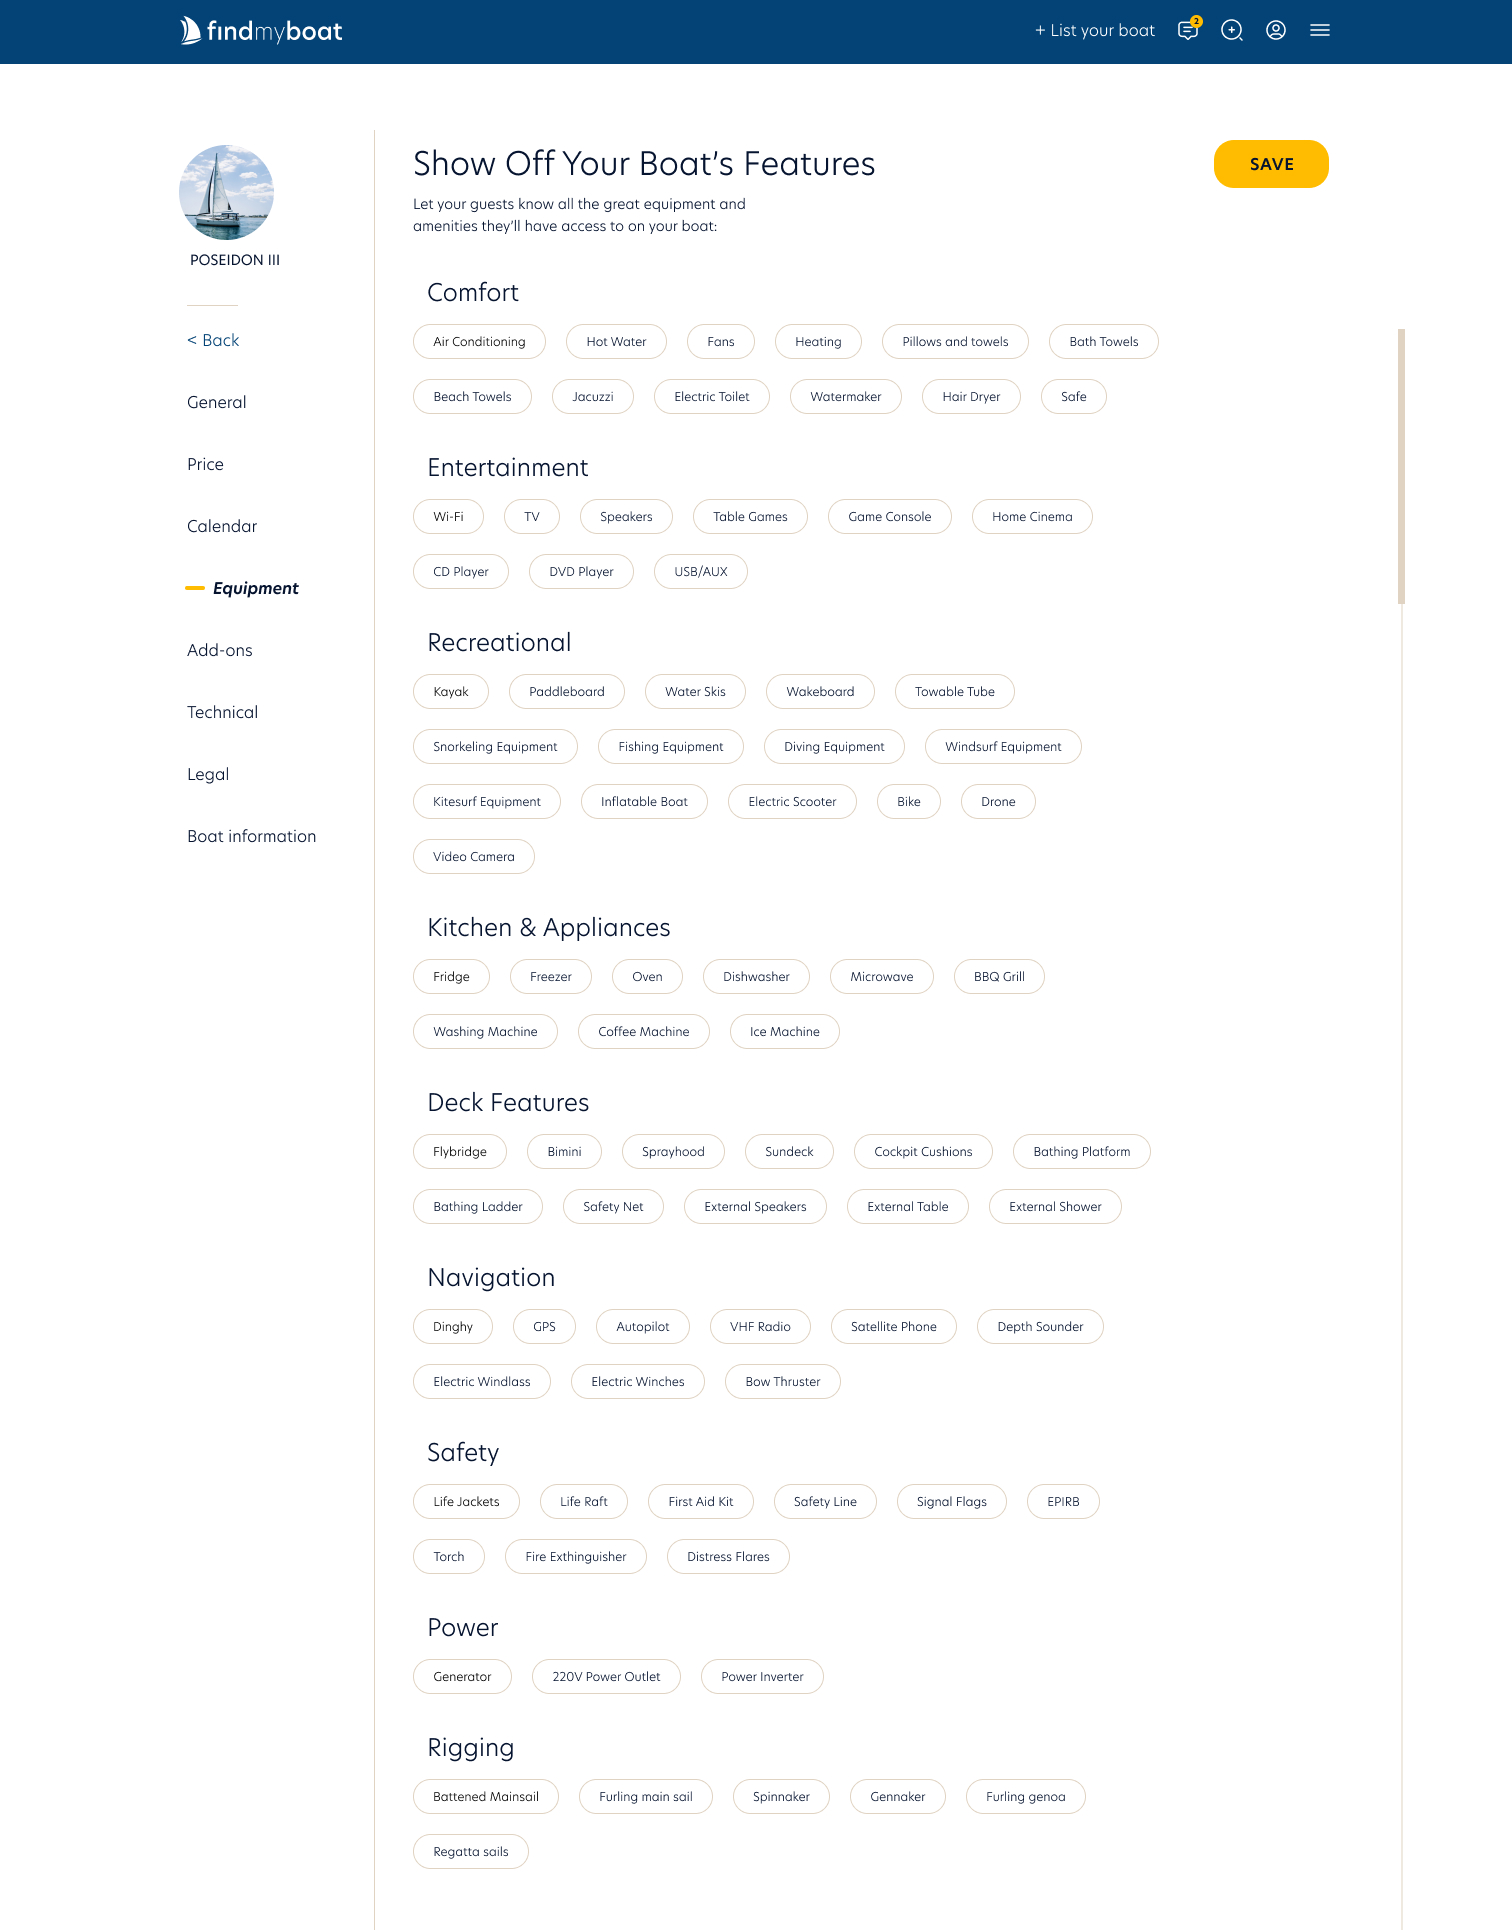 findmyboat
+ List your boat
2
POSEIDON III
< Back
General
Price
Calendar
Equipment
Add-ons
Technical
Legal
Boat information
Show Off Your Boat's Features
SAVE
Let your guests know all the great equipment and
amenities they'll have access to on your boat:
Comfort
Air Conditioning Hot Water Fans Heating Pillows and towels Bath Towels
Beach Towels Jacuzzi Electric Toilet Watermaker Hair Dryer Safe
Entertainment
Wi-Fi TV Speakers Table Games Game Console Home Cinema
CD Player DVD Player USB/AUX
Recreational
Kayak Paddleboard Water Skis Wakeboard Towable Tube
Snorkeling Equipment Fishing Equipment Diving Equipment Windsurf Equipment
Kitesurf Equipment Inflatable Boat Electric Scooter Bike Drone
Video Camera
Kitchen & Appliances
Fridge Freezer Oven Dishwasher Microwave BBQ Grill
Washing Machine Coffee Machine Ice Machine
Deck Features
Flybridge Bimini Sprayhood Sundeck Cockpit Cushions Bathing Platform
Bathing Ladder Safety Net External Speakers External Table External Shower
Navigation
Dinghy GPS Autopilot VHF Radio Satellite Phone Depth Sounder
Electric Windlass Electric Winches Bow Thruster
Safety
Life Jackets Life Raft First Aid Kit Safety Line Signal Flags EPIRB
Torch Fire Exthinguisher Distress Flares
Power
Generator 220V Power Outlet Power Inverter
Rigging
Battened Mainsail Furling main sail Spinnaker Gennaker Furling genoa
Regatta sails